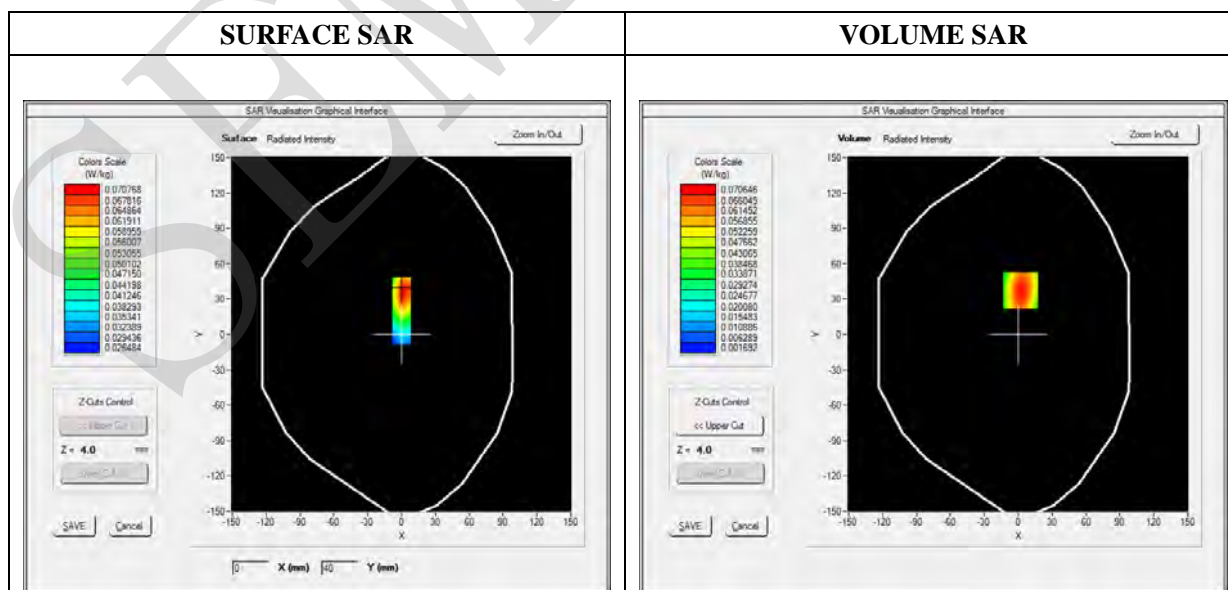 SURFACE SAR
VOLUME SAR
SAR Visualisation Graphical Interface
Surface Radiated Intensity
Zoom In/Out
Colors Scale
(W/kg)
0.070768
0.067816
0.064864
0.061911
0.058955
0.056007
0.053055
0.050102
0.047150
0.044198
0.041246
0.038293
0.035341
0.032389
0.029436
0.026484
Z-Cuts Control
<< Upper Cut
Z = 4.0 mm
SAVE
Cancel
150
120
90
60
30
0
-30
-60
-90
-120
-150
Y
-150 -120 -90 -60 -30 0 30 60 90 120 150
X
0 X (mm) 40 Y (mm)
SAR Visualisation Graphical Interface
Volume Radiated Intensity
Zoom In/Out
Colors Scale
(W/kg)
0.070646
0.066049
0.061452
0.056855
0.052259
0.047662
0.043065
0.038468
0.033871
0.029274
0.024677
0.020080
0.015483
0.010886
0.006289
0.001692
Z-Cuts Control
<< Upper Cut
Z = 4.0 mm
SAVE
Cancel
150
120
90
60
30
0
-30
-60
-90
-120
-150
Y
-150 -120 -90 -60 -30 0 30 60 90 120 150
X